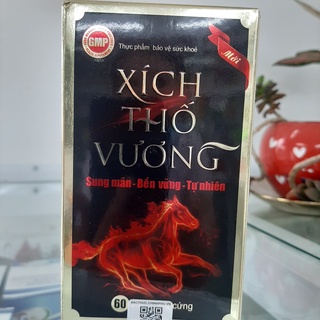 GMP
Thực phẩm bảo vệ sức khoẻ
Mới
XÍCH
THỐ
VƯƠNG
Sung mãn - Bền vững - Tự nhiên
60
cứng